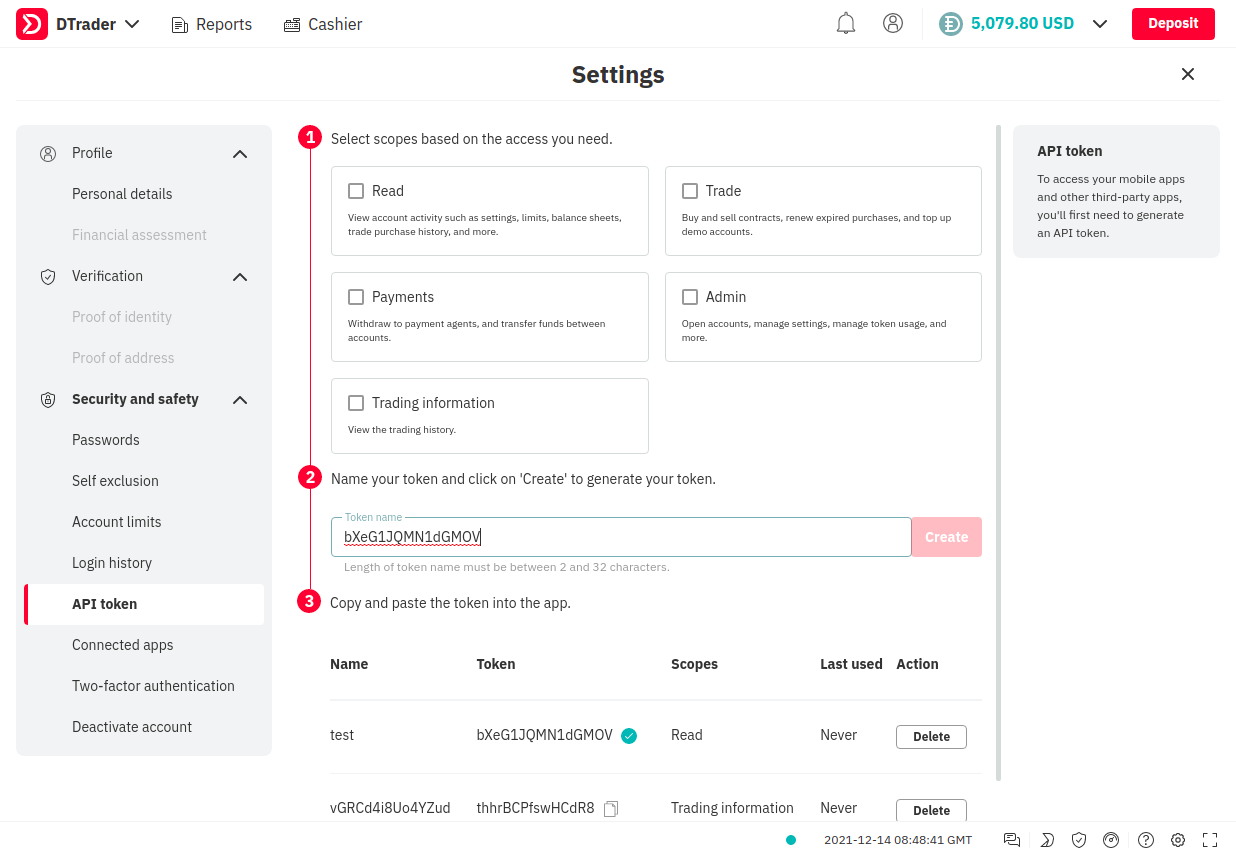 DTrader
Reports
Cashier
5,079.80 USD
Deposit
Settings
Profile
Personal details
Financial assessment
Verification
Proof of identity
Proof of address
Security and safety
Passwords
Self exclusion
Account limits
Login history
API token
Connected apps
Two-factor authentication
Deactivate account
1 Select scopes based on the access you need.
Read
View account activity such as settings, limits, balance sheets,
trade purchase history, and more.
Trade
Buy and sell contracts, renew expired purchases, and top up
demo accounts.
Payments
Withdraw to payment agents, and transfer funds between
accounts.
Admin
Open accounts, manage settings, manage token usage, and
more.
Trading information
View the trading history.
2 Name your token and click on 'Create' to generate your token.
Token name
bXeG1JQMN1dGMOV
Create
Length of token name must be between 2 and 32 characters.
3 Copy and paste the token into the app.
Name Token Scopes Last used Action
test bXeG1JQMN1dGMOV Read Never Delete
vGRCd4i8Uo4YZud thhrBCPfswHCdR8 Trading information Never Delete
API token
To access your mobile apps
and other third-party apps,
you'll first need to generate
an API token.
2021-12-14 08:48:41 GMT